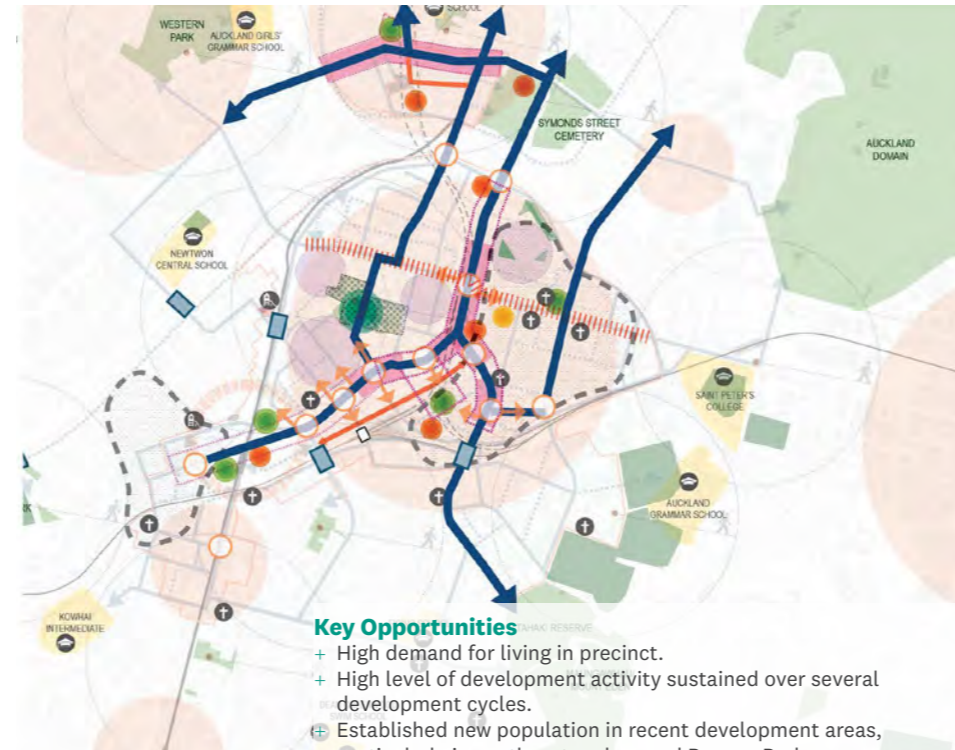 SCHOOL
WESTERN
PARK
AUCKLAND GIRLS'
GRAMMAR SCHOOL
SYMONDS STREET
CEMETERY
AUCKLAND
DOMAIN
NEWTWON
CENTRAL SCHOOL
SAINT PETER'S
COLLEGE
AUCKLAND
GRAMMAR SCHOOL
KOWHAI
INTERMEDIATE
RESERVE
Key Opportunities
+ High demand for living in precinct.
+ High level of development activity sustained over several
development cycles.
+ Established new population in recent development areas,